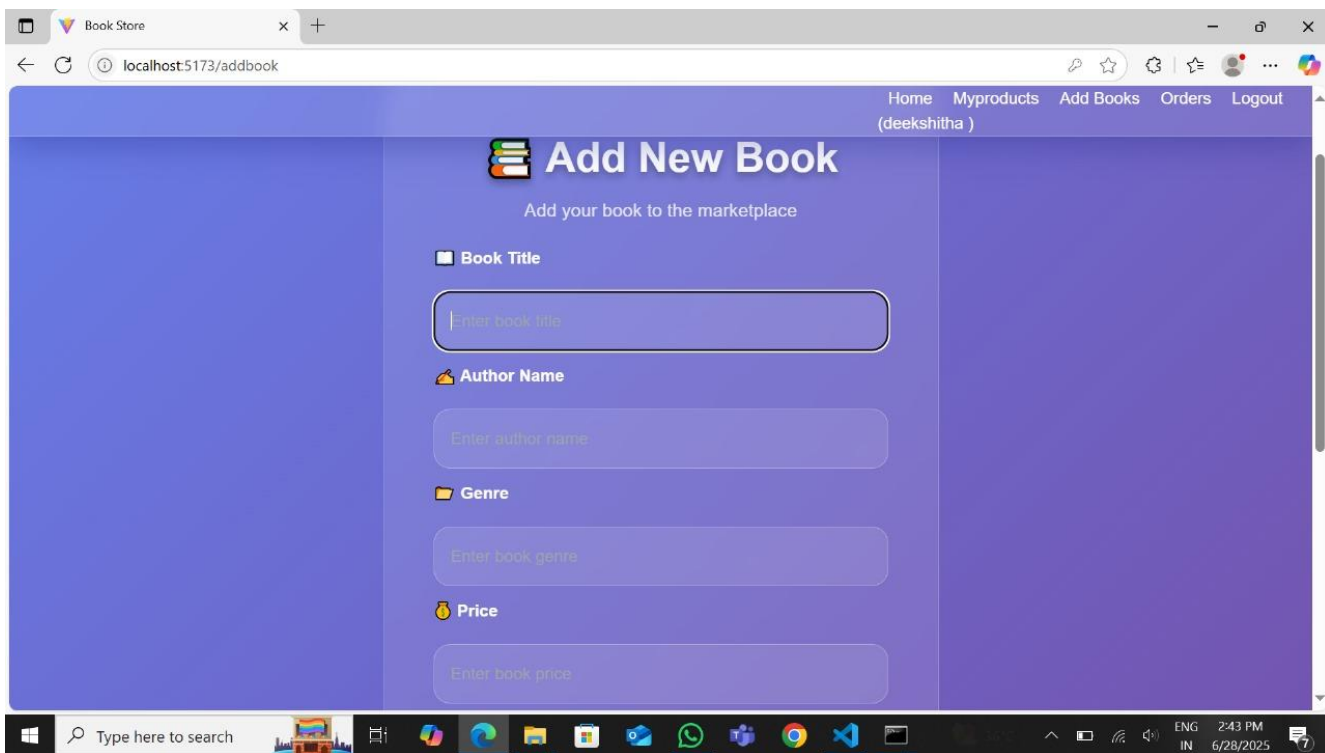 Book Store
localhost:5173/addbook
Home Myproducts Add Books Orders Logout
(deekshitha )
Add New Book
Add your book to the marketplace
Book Title
Enter book title
Author Name
Enter author name
Genre
Enter book genre
Price
Enter book price
Type here to search
ENG 2:43 PM
IN 6/28/2025
7